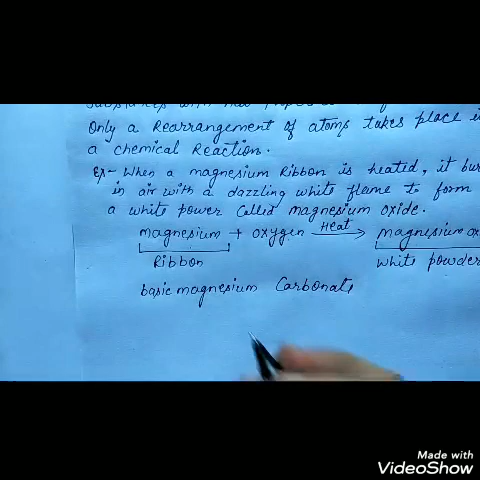 Only a Rearrangement of atoms takes place i
a chemical Reaction.
Ex- When a magnesium Ribbon is heated, it bur
in air with a dazzling white flame to form
a white power called magnesium oxide.
magnesium + oxygen Heat → magnesium ox
Ribbon white powder
basic magnesium Carbonate
Made with
VideoShow